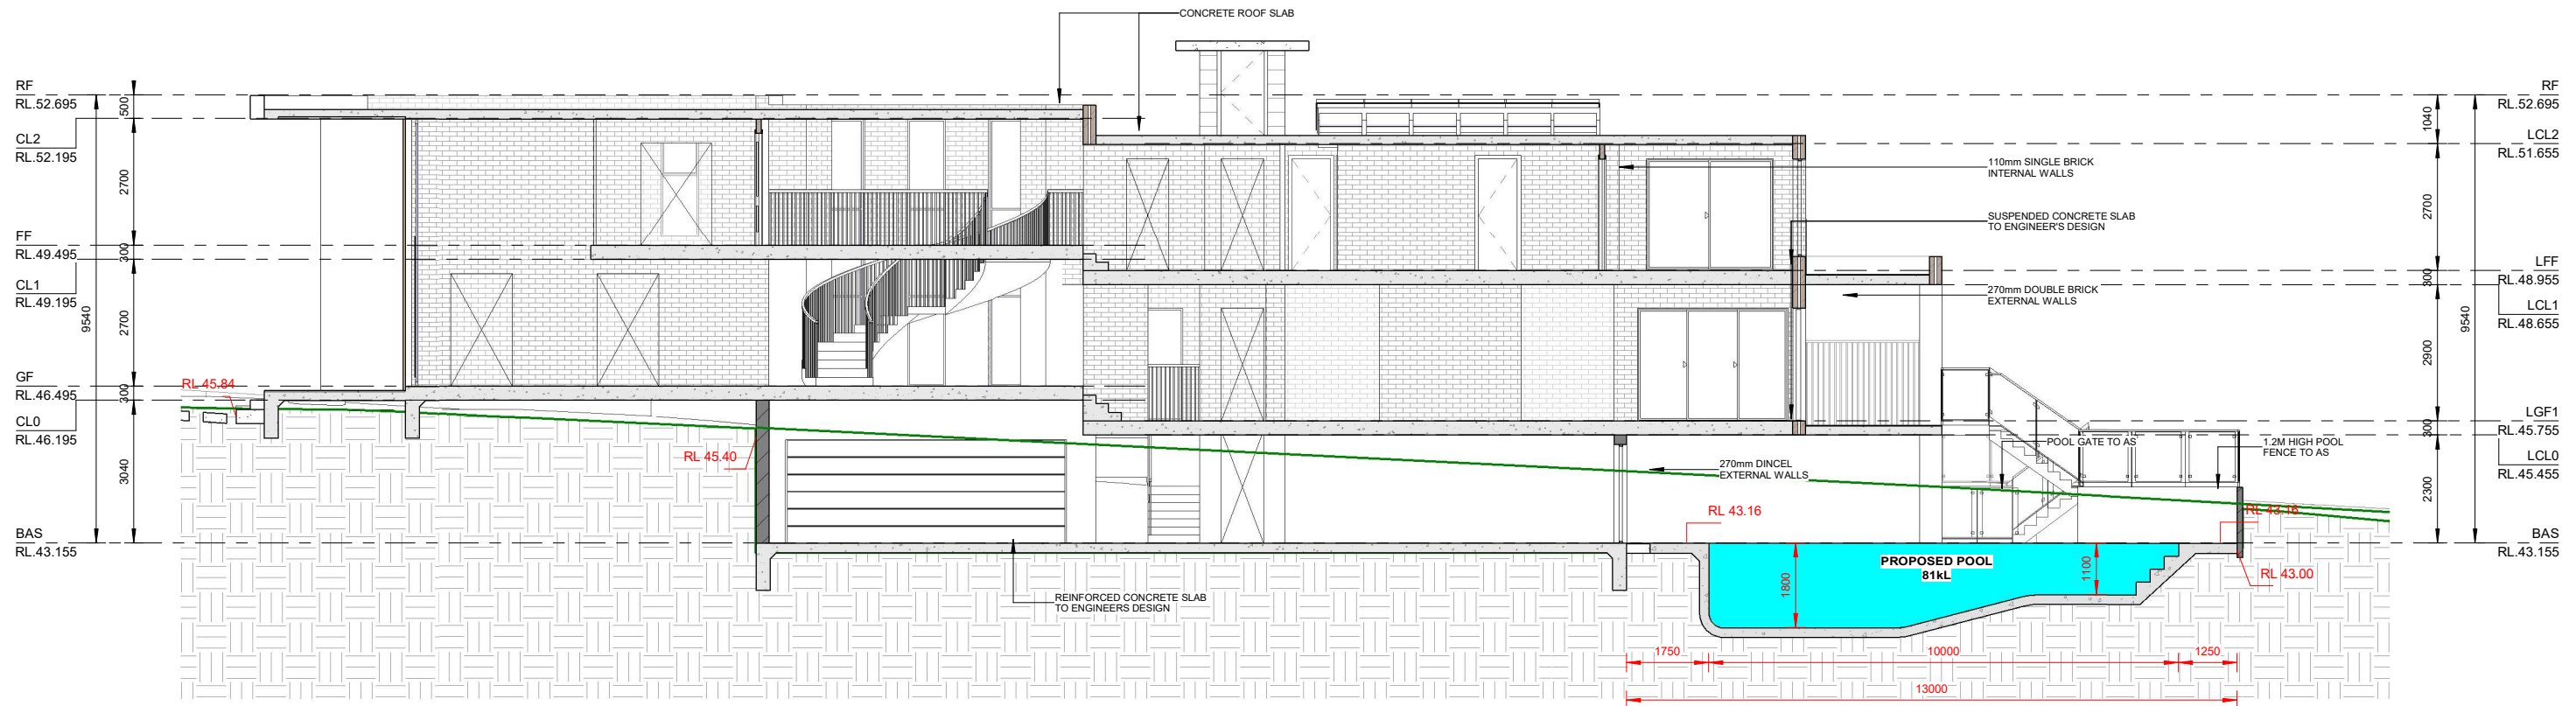 CONCRETE ROOF SLAB
RF
RL.52.695
500
CL2
RL.52.195
2700
FF
RL.49.495
300
CL1
RL.49.195
9540
2700
GF
RL.46.495
300
CL0
RL.46.195
3040
BAS
RL.43.155
RL 45.84
RL 45.40
110mm SINGLE BRICK
INTERNAL WALLS
SUSPENDED CONCRETE SLAB
TO ENGINEER'S DESIGN
270mm DOUBLE BRICK
EXTERNAL WALLS
270mm DINCEL
EXTERNAL WALLS
POOL GATE TO AS
1.2M HIGH POOL
FENCE TO AS
REINFORCED CONCRETE SLAB
TO ENGINEERS DESIGN
RL 43.16
RL 43.16
RL 43.00
PROPOSED POOL
81kL
1800
1100
1750
10000
1250
13000
RF
RL.52.695
1040
LCL2
RL.51.655
2700
LFF
RL.48.955
300
LCL1
RL.48.655
9540
2900
LGF1
RL.45.755
300
LCL0
RL.45.455
2300
BAS
RL.43.155